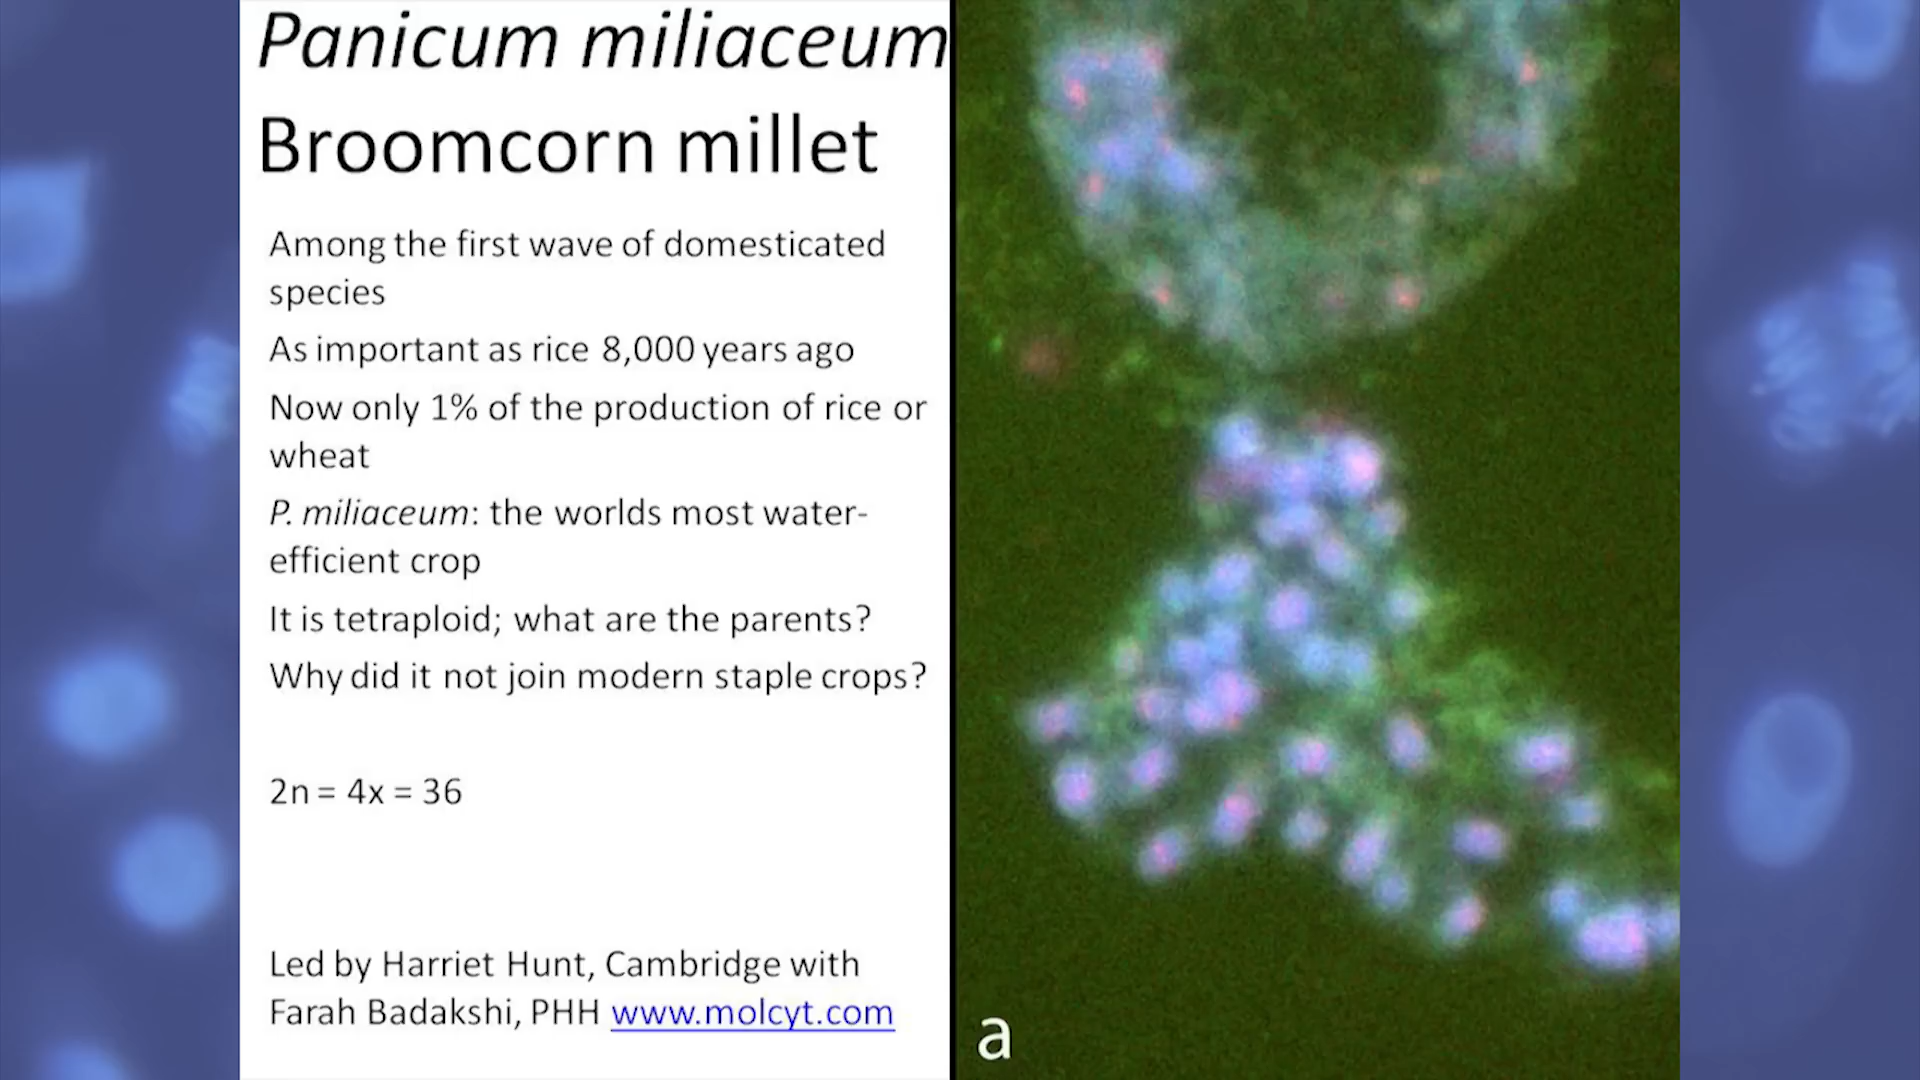 Panicum miliaceum
Broomcorn millet
Among the first wave of domesticated
species
As important as rice 8,000 years ago
Now only 1% of the production of rice or
wheat
P. miliaceum: the worlds most water-
efficient crop
It is tetraploid; what are the parents?
Why did it not join modern staple crops?
2n = 4x = 36
Led by Harriet Hunt, Cambridge with
Farah Badakshi, PHH www.molcyt.com
a